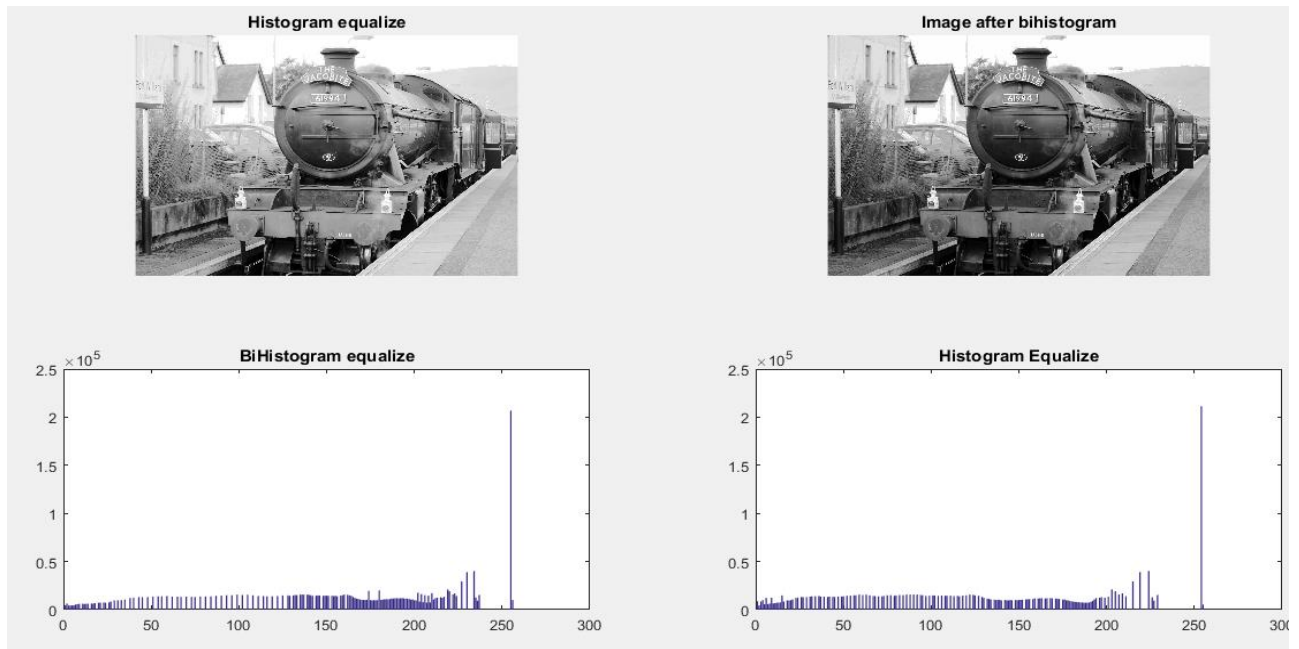 Histogram equalize
Image after bihistogram
THE
JACOBITE
61994
THE
JACOBITE
61994
BiHistogram equalize
Histogram Equalize
×10^5
2.5
2
1.5
1
0.5
0
0 50 100 150 200 250 300
×10^5
2.5
2
1.5
1
0.5
0
0 50 100 150 200 250 300